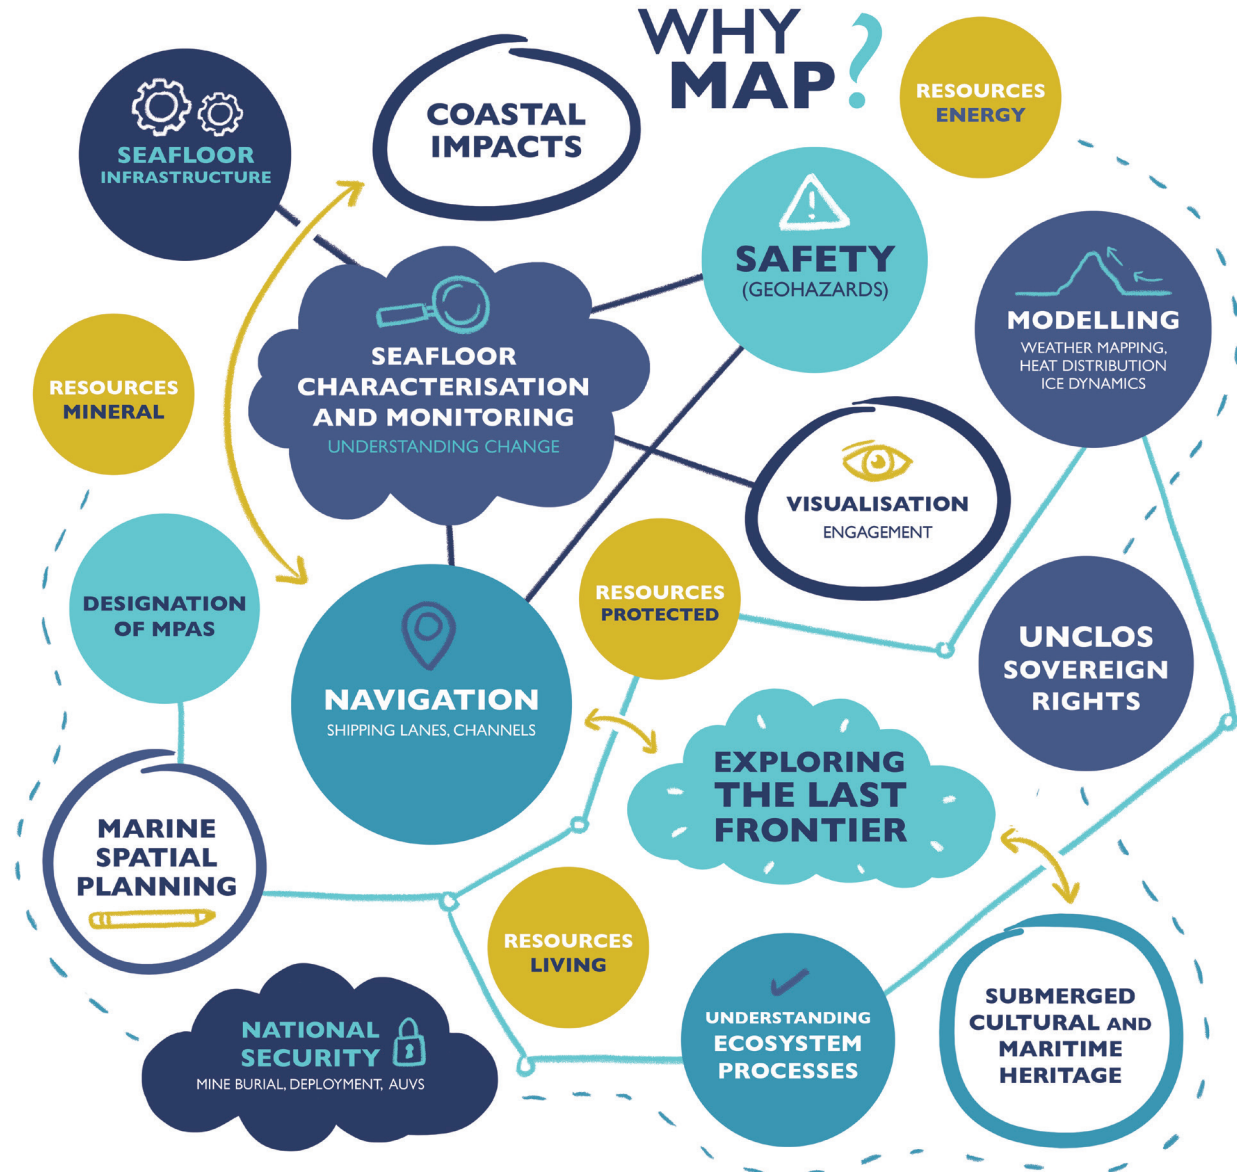 WHY
MAP?
RESOURCES
ENERGY
COASTAL
IMPACTS
SEAFLOOR
INFRASTRUCTURE
SAFETY
(GEOHAZARDS)
MODELLING
WEATHER MAPPING,
HEAT DISTRIBUTION
ICE DYNAMICS
SEAFLOOR
CHARACTERISATION
AND MONITORING
UNDERSTANDING CHANGE
RESOURCES
MINERAL
VISUALISATION
ENGAGEMENT
DESIGNATION
OF MPAS
RESOURCES
PROTECTED
UNCLOS
SOVEREIGN
RIGHTS
NAVIGATION
SHIPPING LANES, CHANNELS
EXPLORING
THE LAST
FRONTIER
MARINE
SPATIAL
PLANNING
RESOURCES
LIVING
NATIONAL
SECURITY
MINE BURIAL, DEPLOYMENT, AUVS
UNDERSTANDING
ECOSYSTEM
PROCESSES
SUBMERGED
CULTURAL AND
MARITIME
HERITAGE